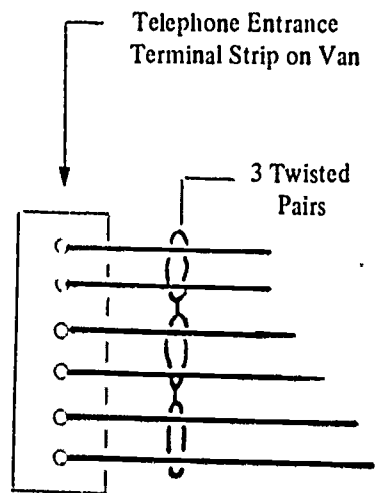 Telephone Entrance
Terminal Strip on Van
3 Twisted
Pairs